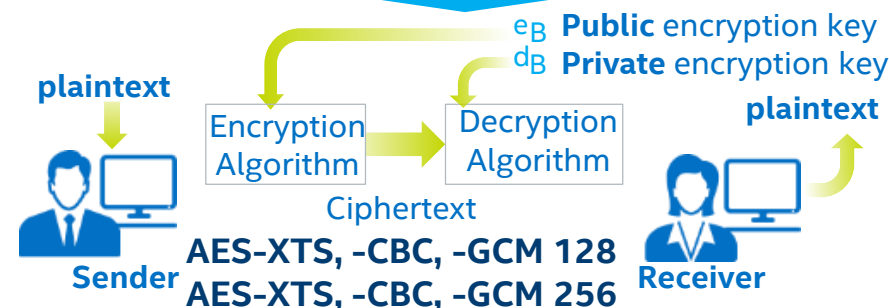 eB Public encryption key
dB Private encryption key
plaintext
plaintext
Encryption
Algorithm
Decryption
Algorithm
Ciphertext
Sender
Receiver
AES-XTS, -CBC, -GCM 128
AES-XTS, -CBC, -GCM 256